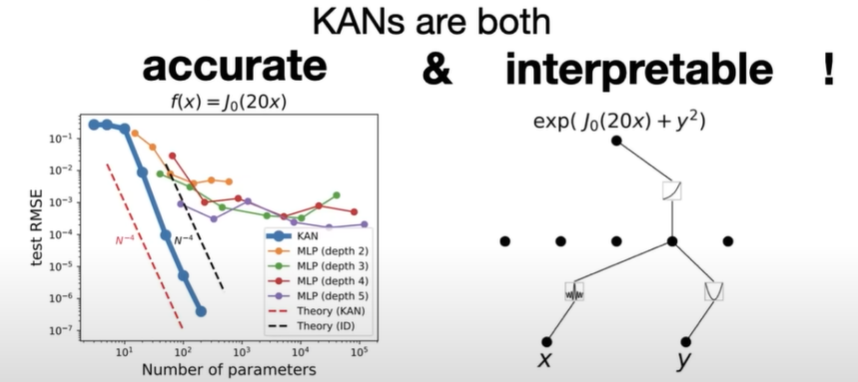 KANs are both
accurate & interpretable !
f(x) = J₀(20x)
test RMSE
10⁻¹
10⁻²
10⁻³
10⁻⁴
10⁻⁵
10⁻⁶
10⁻⁷
N⁻⁴
N⁻⁴
KAN
MLP (depth 2)
MLP (depth 3)
MLP (depth 4)
MLP (depth 5)
Theory (KAN)
Theory (ID)
10¹ 10² 10³ 10⁴ 10⁵
Number of parameters
exp( J₀(20x) + y²)
x y